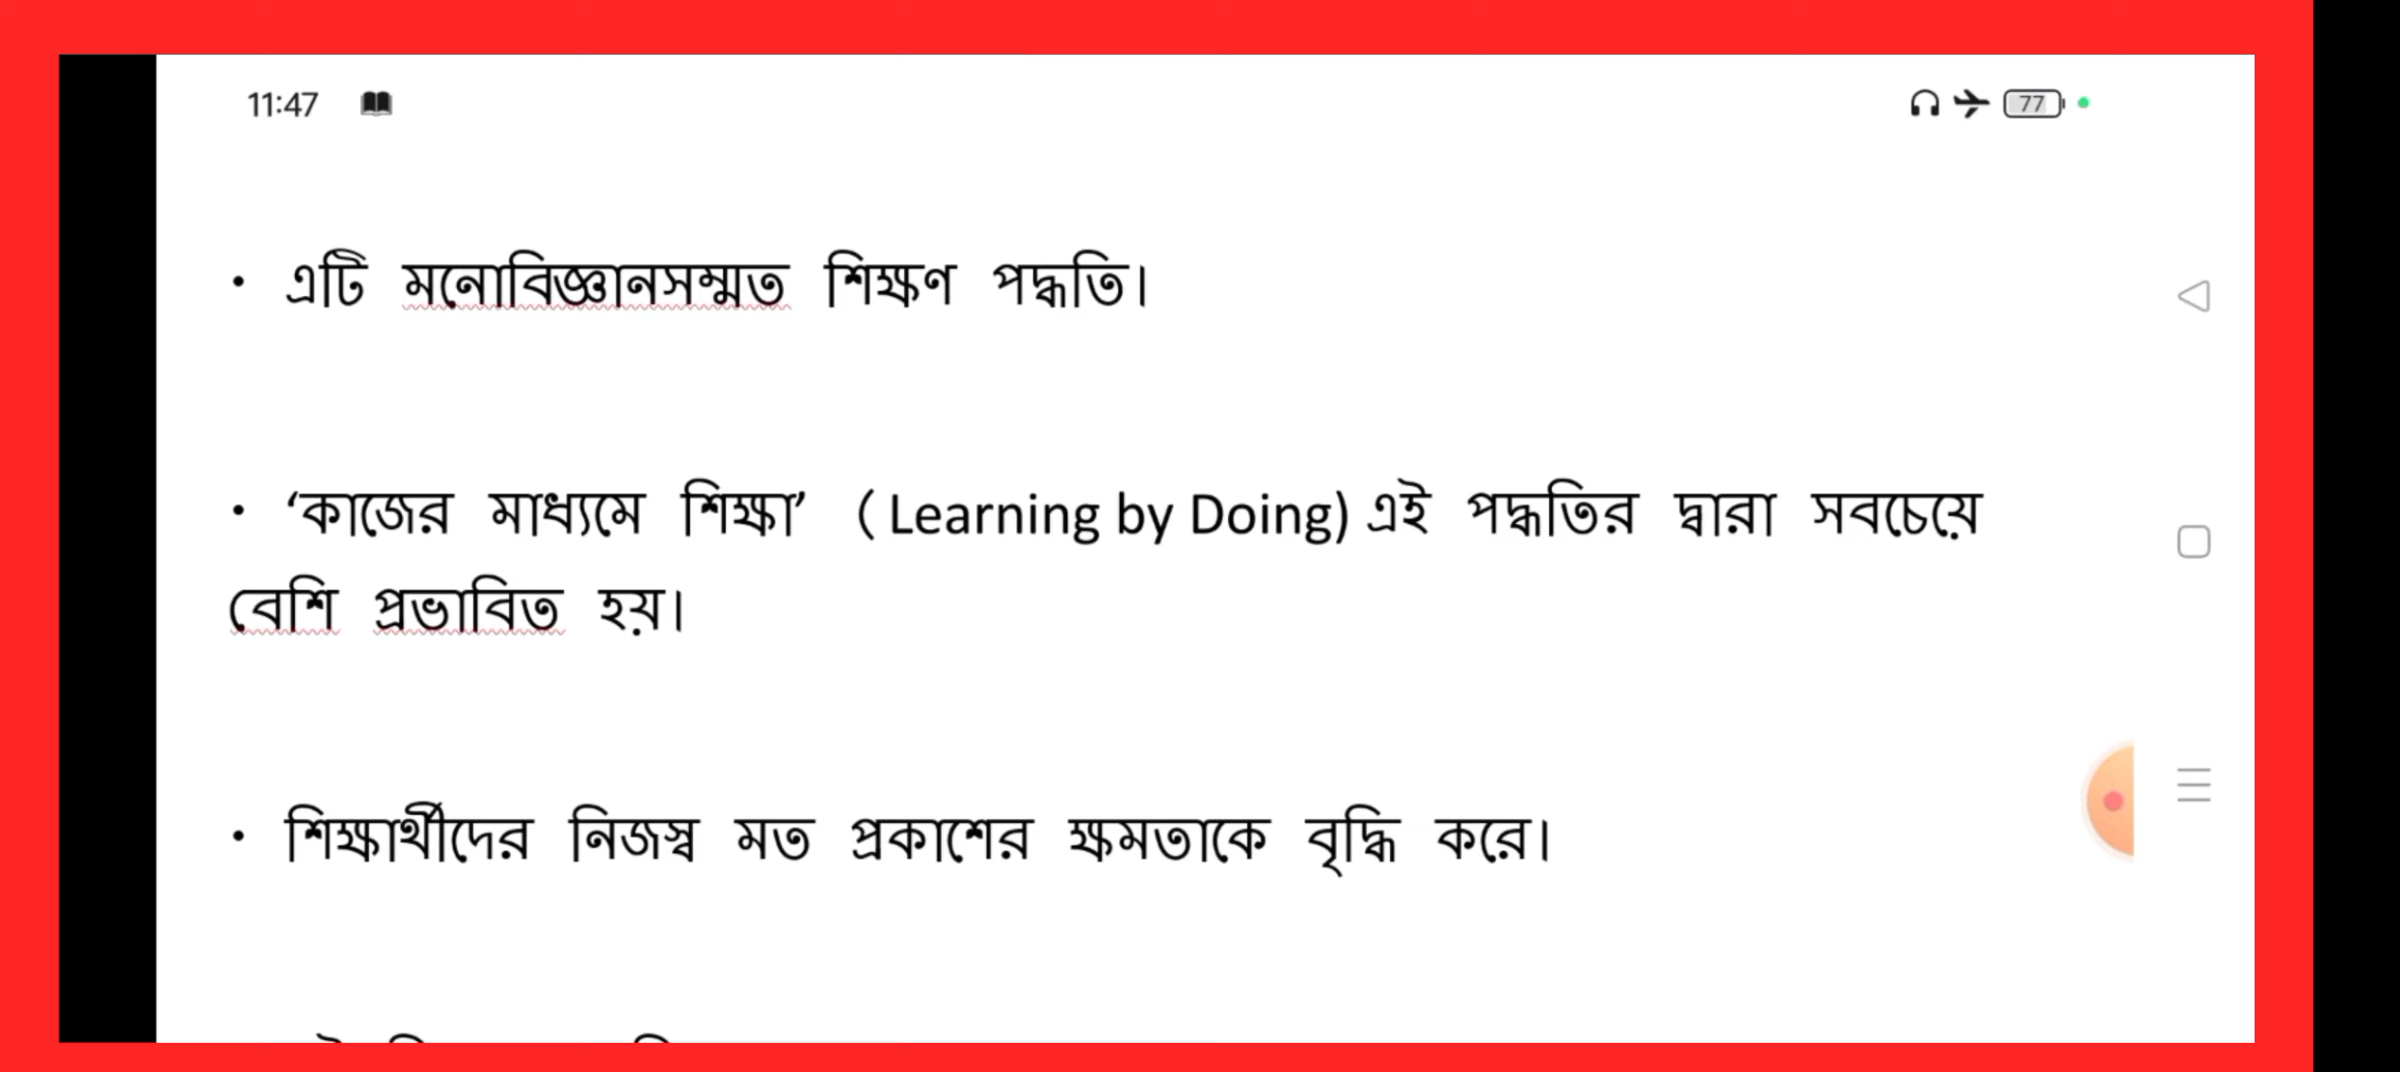 11:47
77
• এটি মনোবিজ্ঞানসম্মত শিক্ষণ পদ্ধতি।
• ‘কাজের মাধ্যমে শিক্ষা’ ( Learning by Doing) এই পদ্ধতির দ্বারা সবচেয়ে
বেশি প্রভাবিত হয়।
• শিক্ষার্থীদের নিজস্ব মত প্রকাশের ক্ষমতাকে বৃদ্ধি করে।